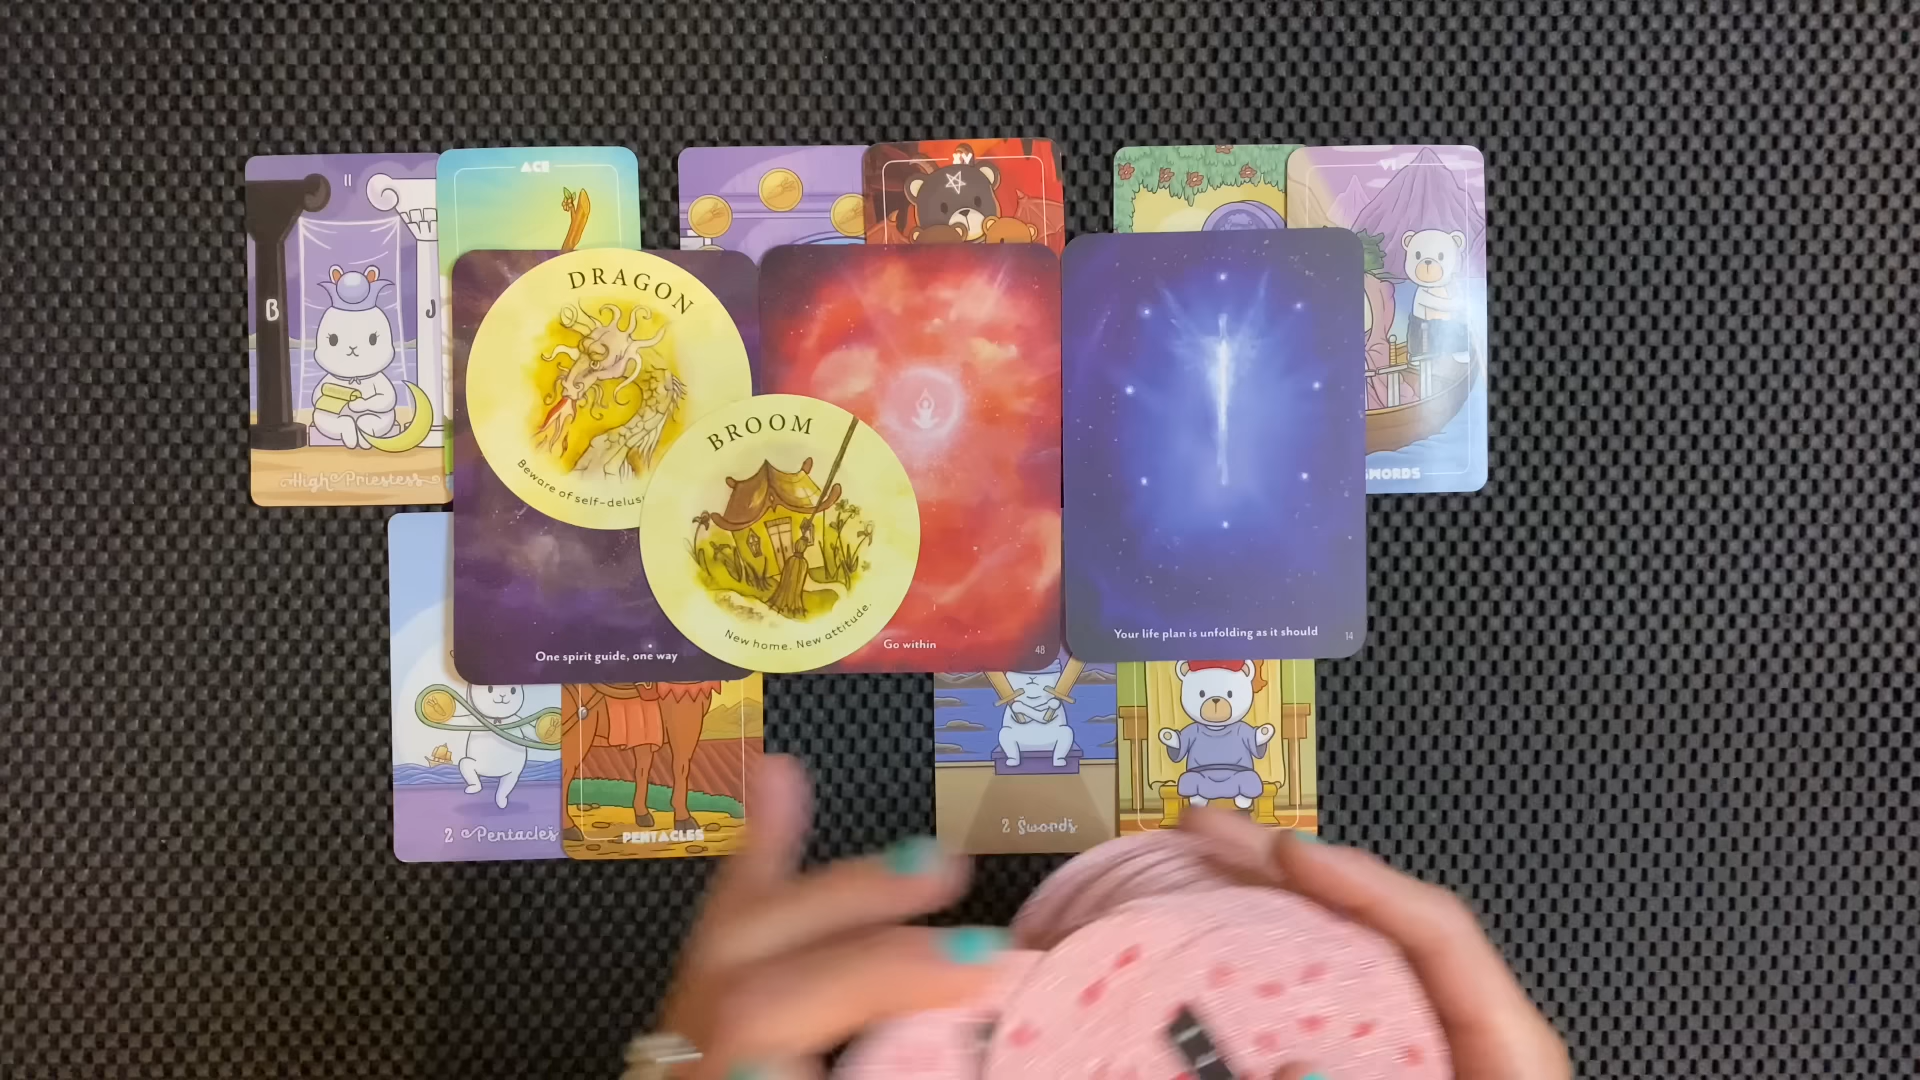 II
B
J
High Priestess
ACE
XV
VI
SWORDS
DRAGON
Beware of self-delus
BROOM
New home. New attitude.
One spirit guide, one way
Go within
48
Your life plan is unfolding as it should
14
2 Pentacles
PENTACLES
2 Swords